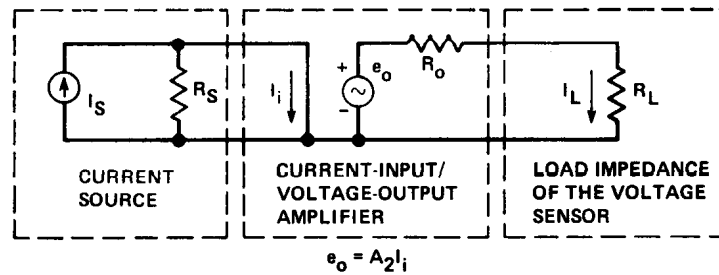 I_S
R_S
I_i
+
e_o
-
R_o
I_L
R_L
CURRENT
SOURCE
CURRENT-INPUT/
VOLTAGE-OUTPUT
AMPLIFIER
LOAD IMPEDANCE
OF THE VOLTAGE
SENSOR
e_o = A_2I_i